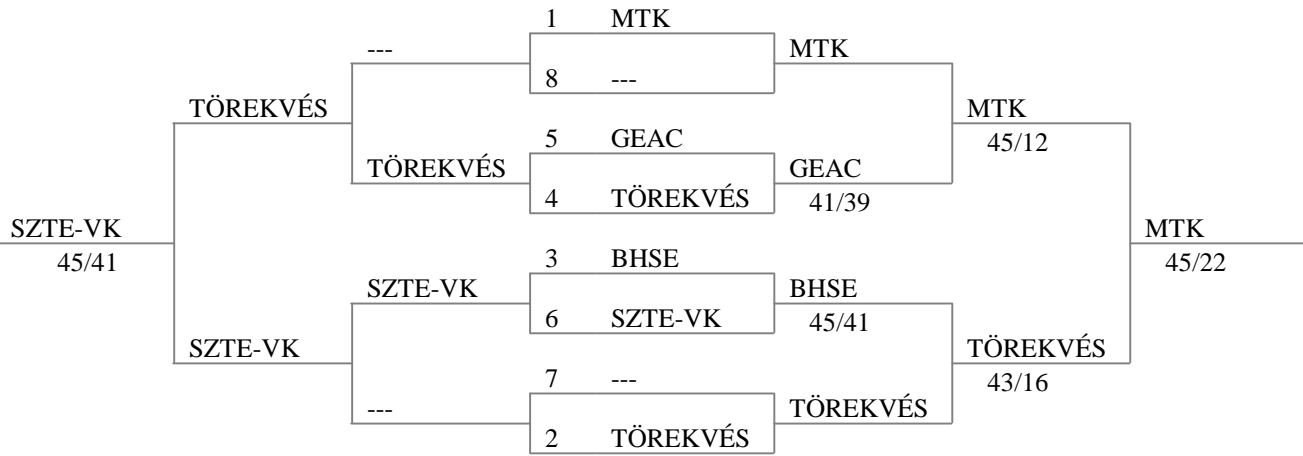 1 MTK
--- MTK
8 ---
TÖREKVÉS MTK
5 GEAC 45/12
TÖREKVÉS GEAC
4 TÖREKVÉS 41/39
SZTE-VK MTK
45/41 3 BHSE 45/22
SZTE-VK BHSE
6 SZTE-VK 45/41
SZTE-VK TÖREKVÉS
7 --- 43/16
--- TÖREKVÉS
2 TÖREKVÉS